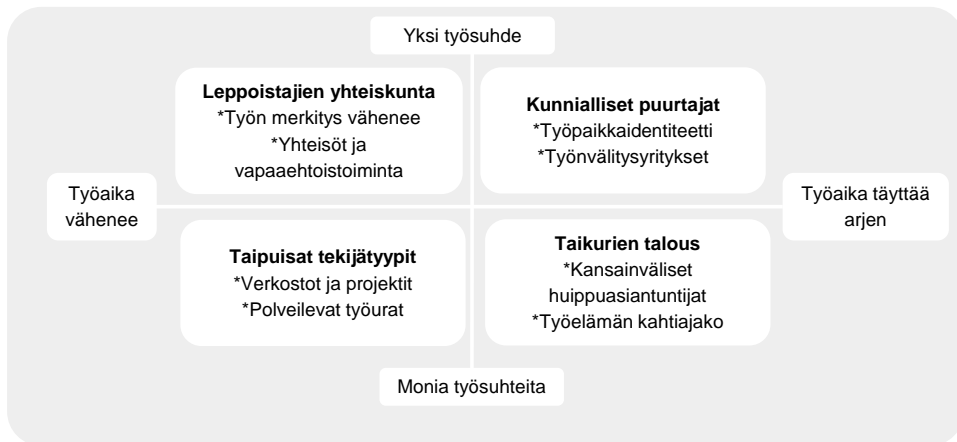 Yksi työsuhde
Leppoistajien yhteiskunta
*Työn merkitys vähenee
*Yhteisöt ja
vapaaehtoistoiminta
Kunnialliset puurtajat
*Työpaikkaidentiteetti
*Työnvälitysyritykset
Työaika
vähenee
Työaika täyttää
arjen
Taipuisat tekijätyypit
*Verkostot ja projektit
*Polveilevat työurat
Taikurien talous
*Kansainväliset
huippuasiantuntijat
*Työelämän kahtiajako
Monia työsuhteita